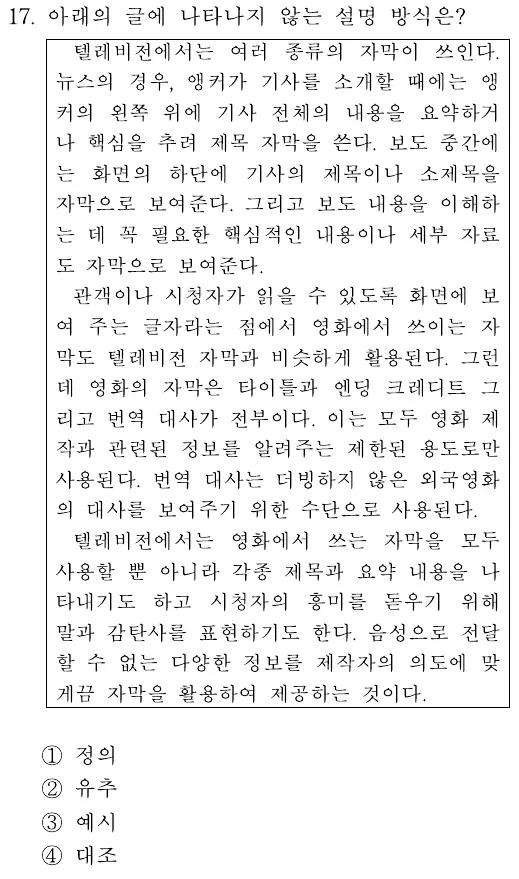 17. 아래의 글에 나타나지 않는 설명 방식은?
텔레비전에서는 여러 종류의 자막이 쓰인다.
뉴스의 경우, 앵커가 기사를 소개할 때에는 앵
커의 왼쪽 위에 기사 전체의 내용을 요약하거
나 핵심을 추려 제목 자막을 쓴다. 보도 중간에
는 화면의 하단에 기사의 제목이나 소제목을
자막으로 보여준다. 그리고 보도 내용을 이해하
는 데 꼭 필요한 핵심적인 내용이나 세부 자료
도 자막으로 보여준다.
관객이나 시청자가 읽을 수 있도록 화면에 보
여 주는 글자라는 점에서 영화에서 쓰이는 자
막도 텔레비전 자막과 비슷하게 활용된다. 그런
데 영화의 자막은 타이틀과 엔딩 크레디트 그
리고 번역 대사가 전부이다. 이는 모두 영화 제
작과 관련된 정보를 알려주는 제한된 용도로만
사용된다. 번역 대사는 더빙하지 않은 외국영화
의 대사를 보여주기 위한 수단으로 사용된다.
텔레비전에서는 영화에서 쓰는 자막을 모두
사용할 뿐 아니라 각종 제목과 요약 내용을 나
타내기도 하고 시청자의 흥미를 돋우기 위해
말과 감탄사를 표현하기도 한다. 음성으로 전달
할 수 없는 다양한 정보를 제작자의 의도에 맞
게끔 자막을 활용하여 제공하는 것이다.
① 정의
② 유추
③ 예시
④ 대조